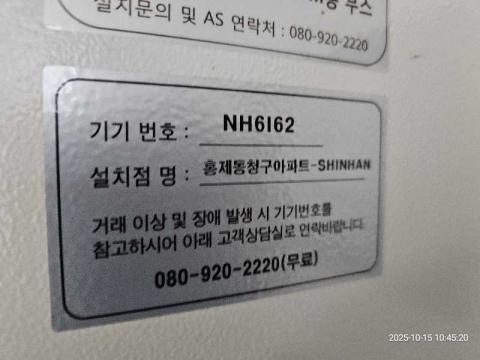 부스
설치문의 및 AS 연락처 : 080-920-2220
기기 번호 : NH6I62
설치점 명 : 홍제동청구아파트-SHINHAN
거래 이상 및 장애 발생 시 기기번호를
참고하시어 아래 고객상담실로 연락바랍니다.
080-920-2220(무료)
2025-10-15 10:45:20